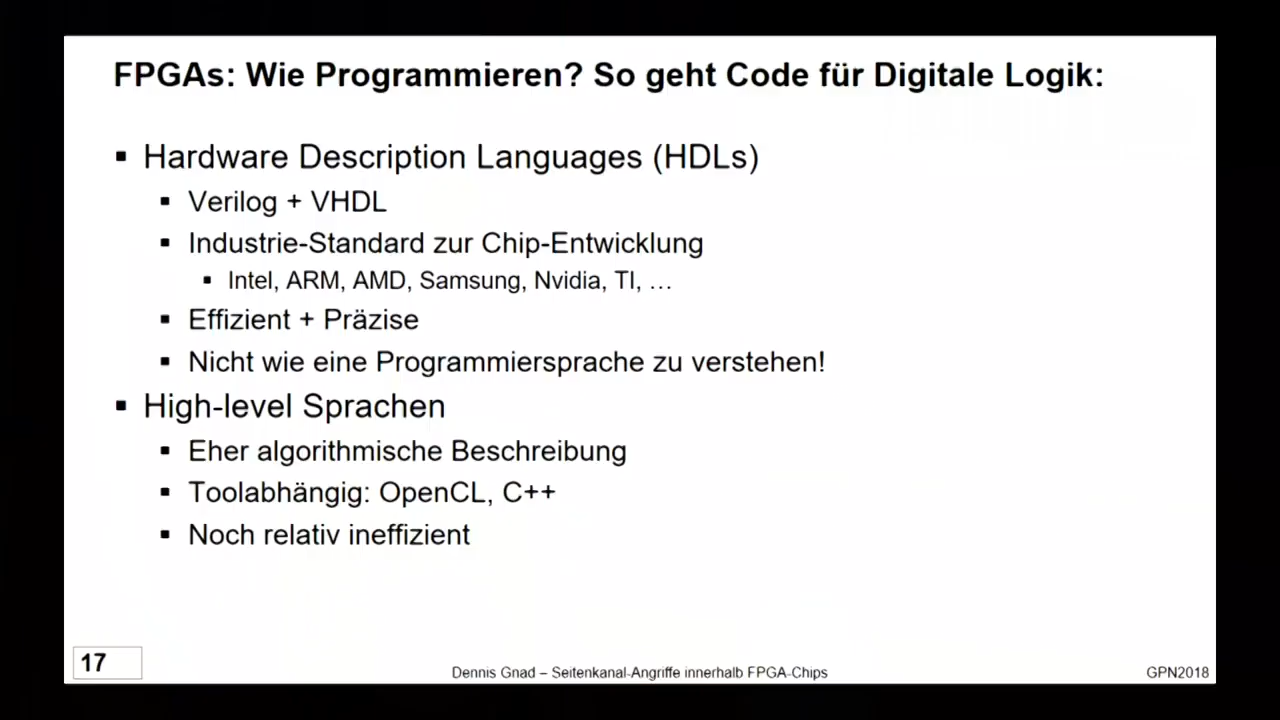 FPGAs: Wie Programmieren? So geht Code für Digitale Logik:
▪ Hardware Description Languages (HDLs)
▪ Verilog + VHDL
▪ Industrie-Standard zur Chip-Entwicklung
▪ Intel, ARM, AMD, Samsung, Nvidia, TI, …
▪ Effizient + Präzise
▪ Nicht wie eine Programmiersprache zu verstehen!
▪ High-level Sprachen
▪ Eher algorithmische Beschreibung
▪ Toolabhängig: OpenCL, C++
▪ Noch relativ ineffizient
17
Dennis Gnad – Seitenkanal-Angriffe innerhalb FPGA-Chips
GPN2018